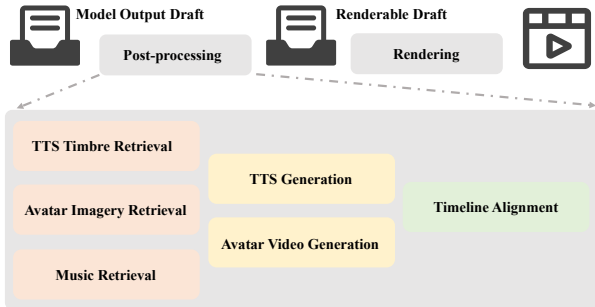 Model Output Draft
Renderable Draft
Post-processing
Rendering
TTS Timbre Retrieval
Avatar Imagery Retrieval
Music Retrieval
TTS Generation
Avatar Video Generation
Timeline Alignment